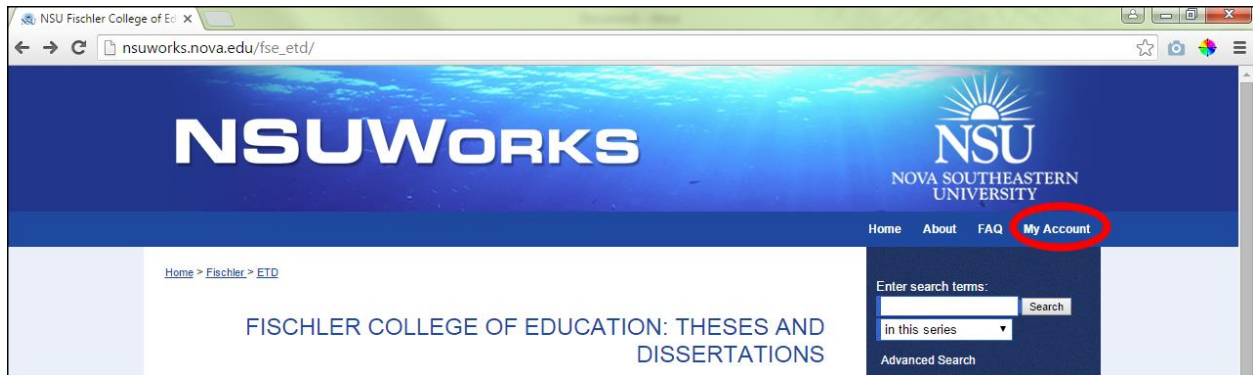 NSU Fischler College of Ed
nsuworks.nova.edu/fse_etd/
NSUWORKS
NSU
NOVA SOUTHEASTERN
UNIVERSITY
Home About FAQ My Account
Home > Fischler > ETD
Enter search terms:
Search
in this series
Advanced Search
FISCHLER COLLEGE OF EDUCATION: THESES AND
DISSERTATIONS